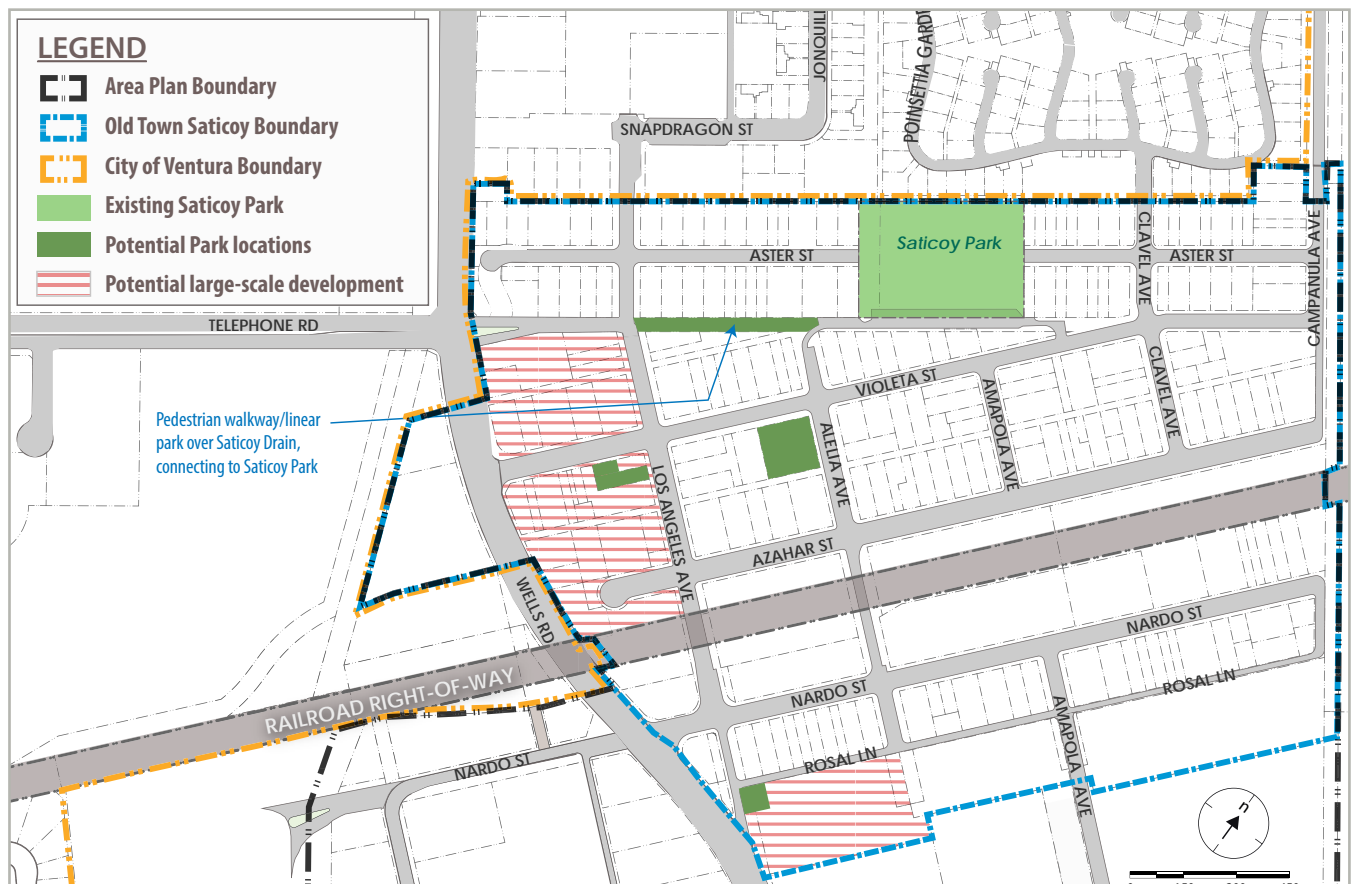 LEGEND
Area Plan Boundary
Old Town Saticoy Boundary
City of Ventura Boundary
Existing Saticoy Park
Potential Park locations
Potential large-scale development
JONQUIL
POINSETTIA GARD
SNAPDRAGON ST
Saticoy Park
ASTER ST
CLAVEL AVE
ASTER ST
CAMPANULA AVE
TELEPHONE RD
Pedestrian walkway/linear
park over Saticoy Drain,
connecting to Saticoy Park
VIOLETA ST
AMAPOLA AVE
CLAVEL AVE
ALELIA AVE
LOS ANGELES AVE
AZAHAR ST
WELLS RD
NARDO ST
RAILROAD RIGHT-OF-WAY
NARDO ST
ROSAL LN
AMAPOLA AVE
NARDO ST
ROSAL LN
n